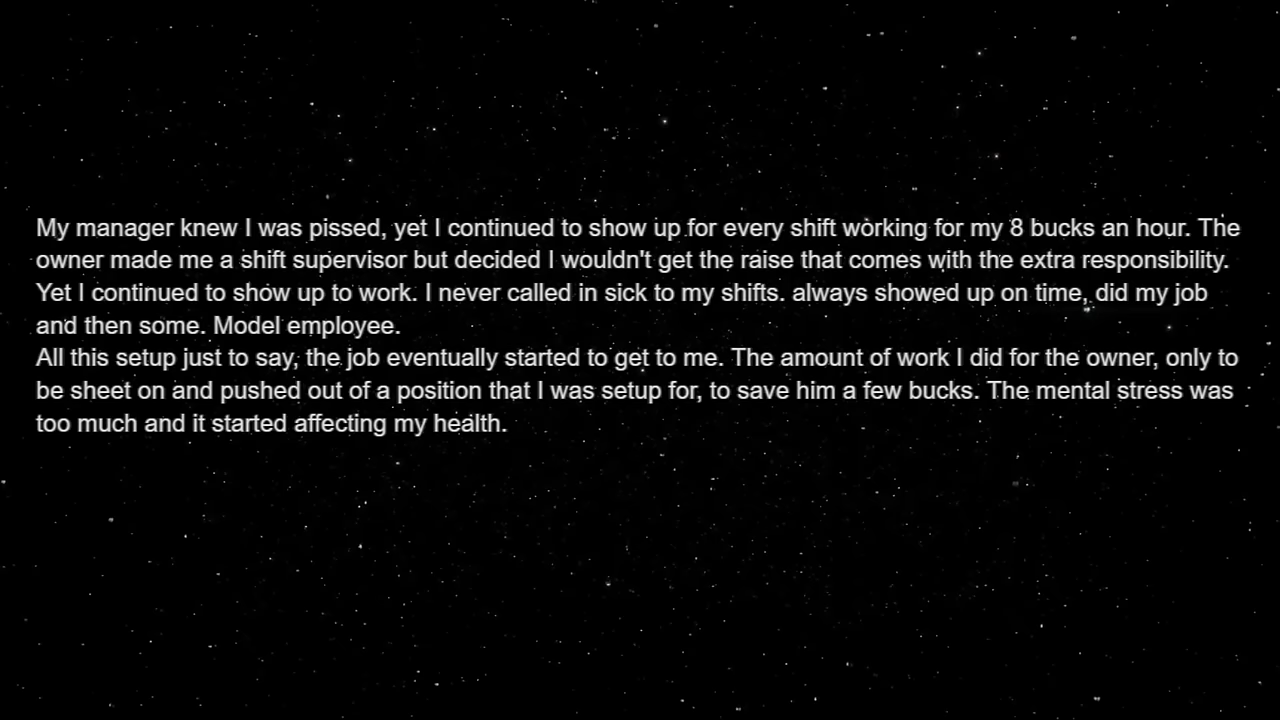 My manager knew I was pissed, yet I continued to show up for every shift working for my 8 bucks an hour. The
owner made me a shift supervisor but decided I wouldn't get the raise that comes with the extra responsibility.
Yet I continued to show up to work. I never called in sick to my shifts. always showed up on time, did my job
and then some. Model employee.
All this setup just to say, the job eventually started to get to me. The amount of work I did for the owner, only to
be sheet on and pushed out of a position that I was setup for, to save him a few bucks. The mental stress was
too much and it started affecting my health.